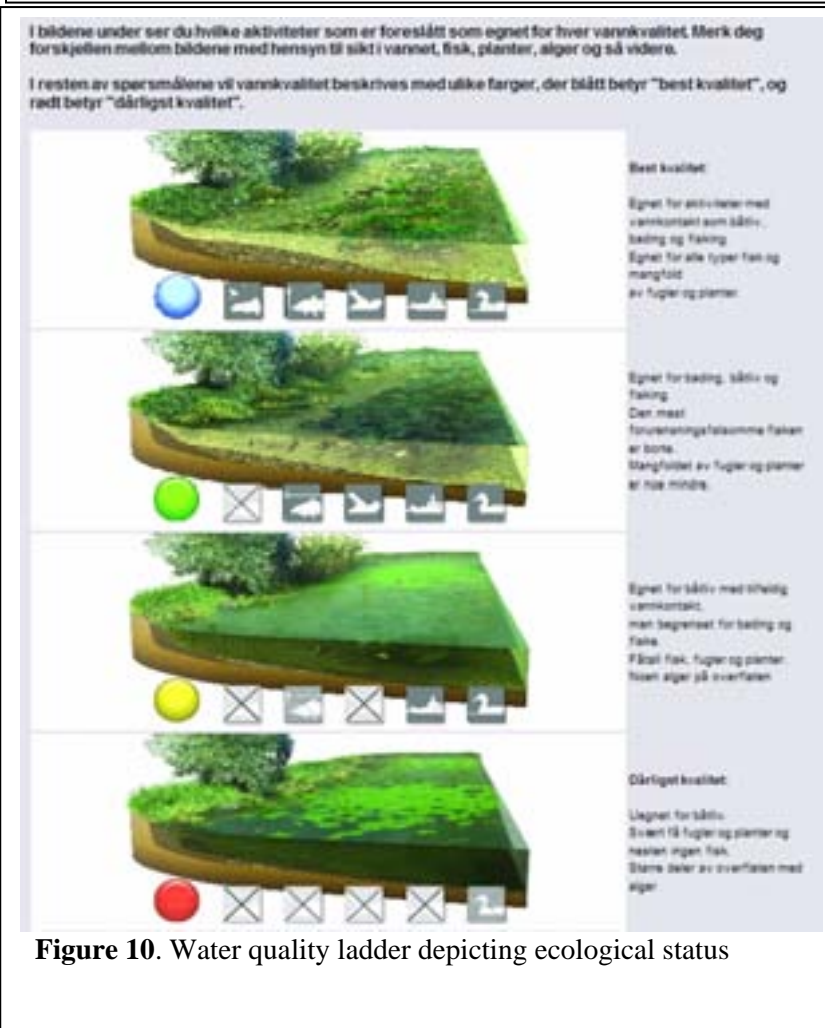 I bildene under ser du hvilke aktiviteter som er foreslått som egnet for hver vannkvalitet. Merk deg
forskjellen mellom bildene med hensyn til sikt i vannet, fisk, planter, alger og så videre.
I resten av spørsmålene vil vannkvalitet beskrives med ulike farger, der blått betyr "best kvalitet", og
rødt betyr "dårligst kvalitet".
Best kvalitet:
Egnet for aktiviteter med
vannkontakt som båtliv,
bading og fisking
Egnet for alle typer fisk og
mangfold
av fugler og planter.
Egnet for bading, båtliv og
fisking
Den mest
forurensningsfølsomme fisken
er borte.
Mangfoldet av fugler og planter
er noe mindre.
Egnet for båtliv med tilfeldig
vannkontakt,
men begrenset for bading og
fiske.
Fåtall fisk, fugler og planter.
Noen alger på overflaten
Dårligst kvalitet:
Uegnet for båtliv.
Svært få fugler og planter og
nesten ingen fisk.
Større deler av overflaten med
alger
Figure 10. Water quality ladder depicting ecological status